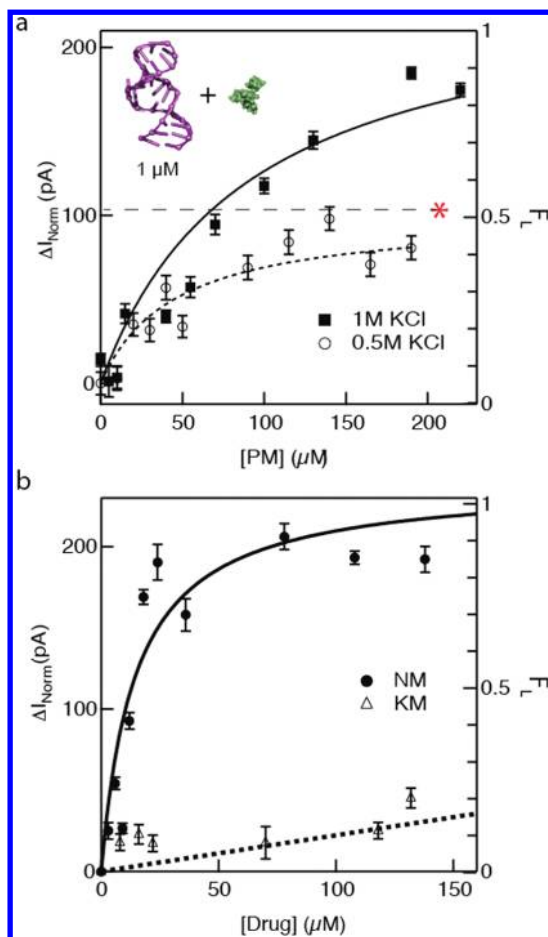 a
200
100
0
ΔI_Norm (pA)
1 μM
+
*
1
0.5
0
F_L
1M KCl
0.5M KCl
0
50
100
150
200
[PM] (μM)
b
200
100
0
ΔI_Norm(pA)
NM
KM
1
0.5
0
F_L
0
50
100
150
[Drug] (μM)